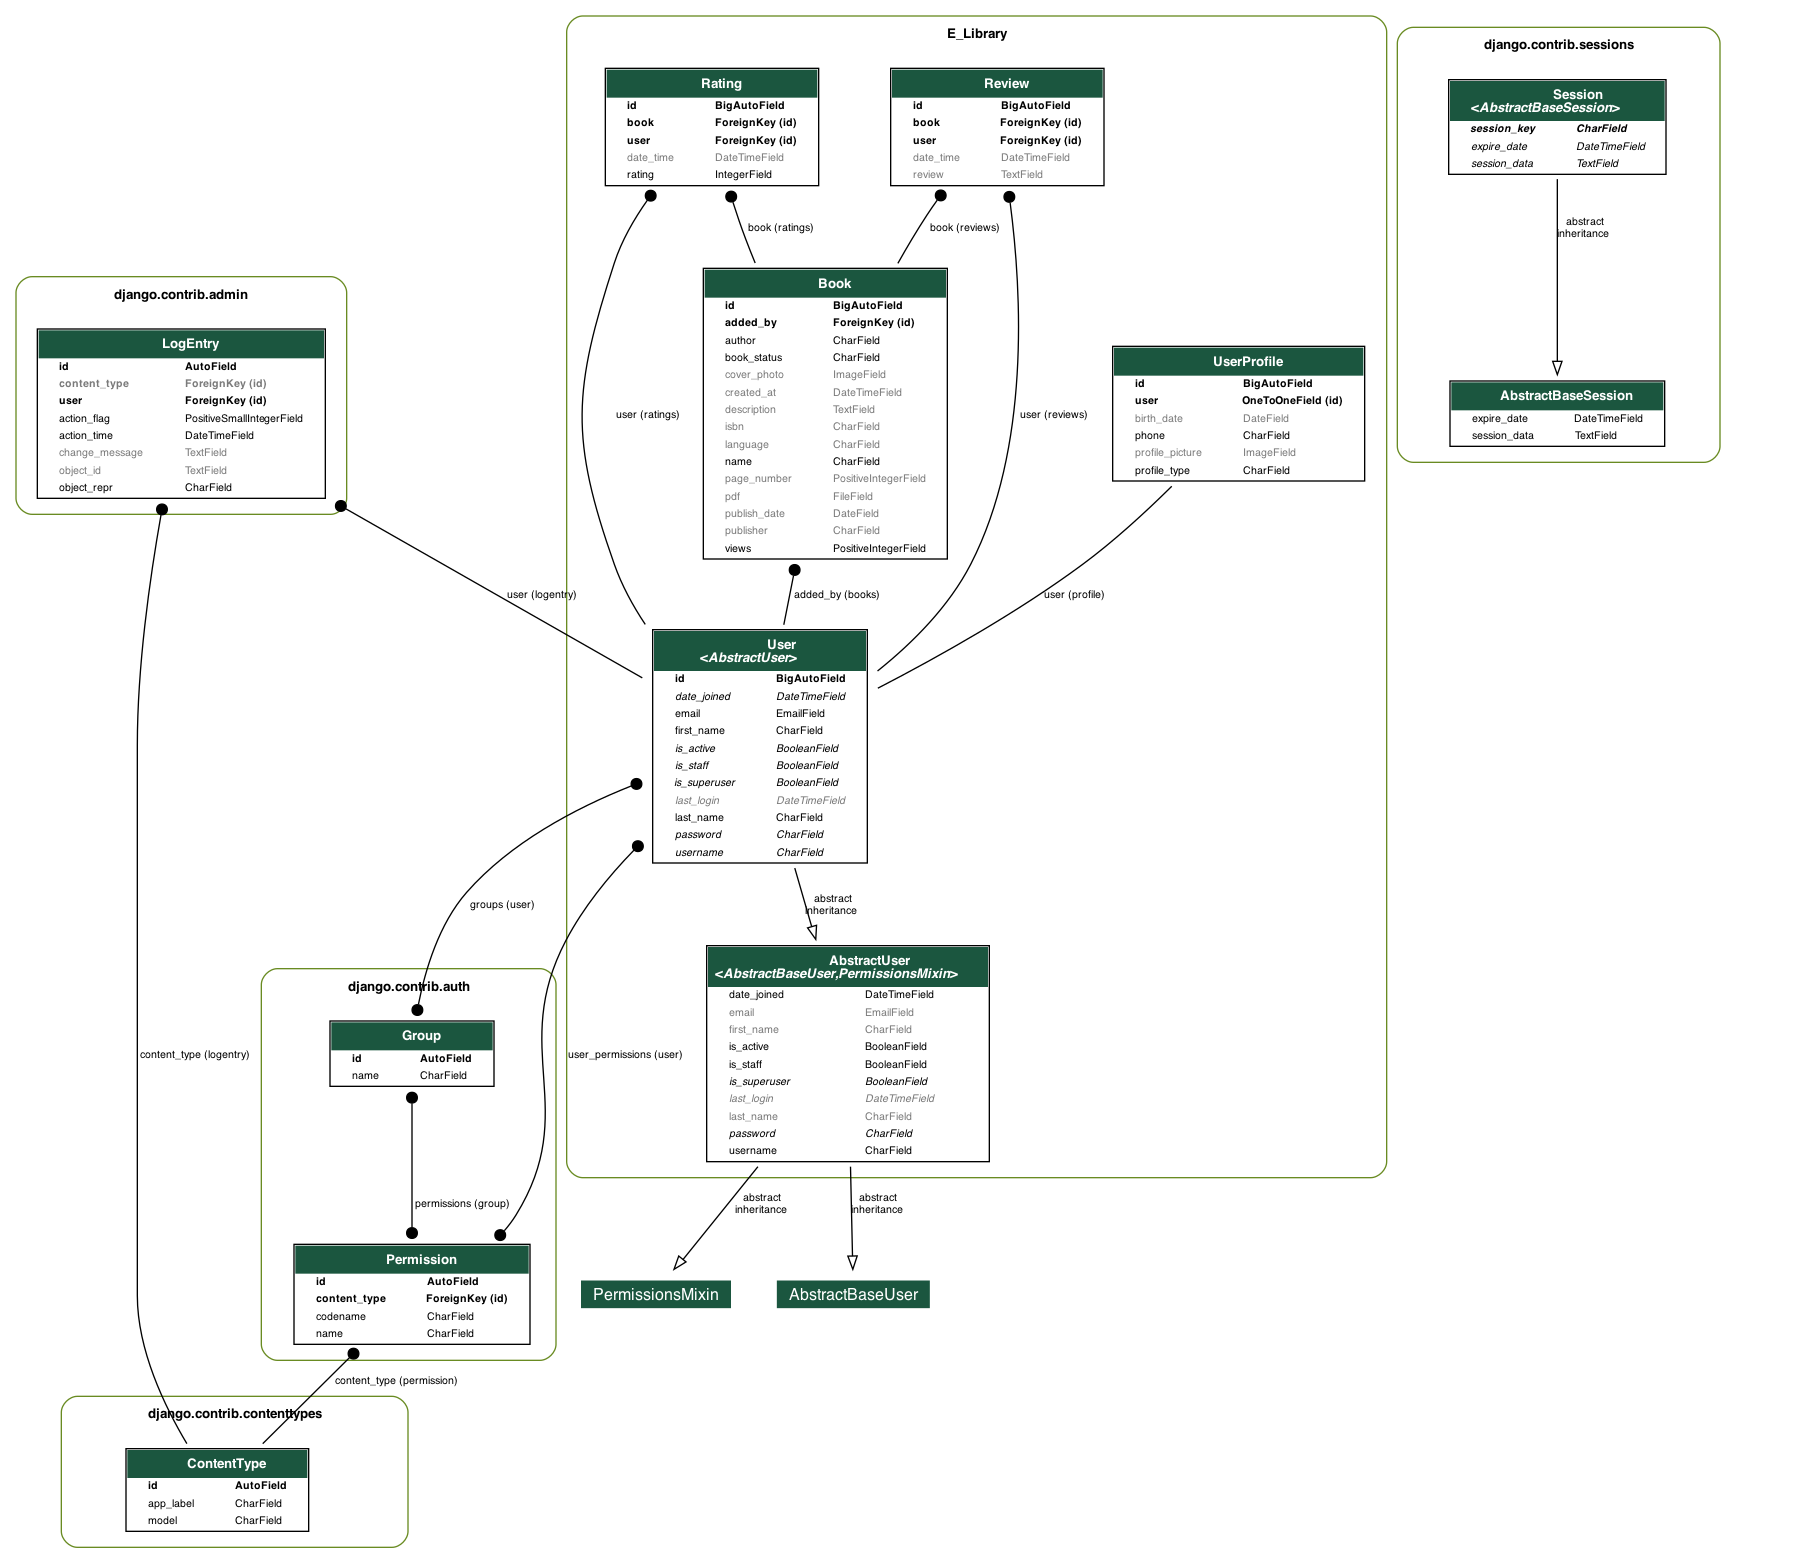 E_Library
Rating
id BigAutoField
book ForeignKey (id)
user ForeignKey (id)
date_time DateTimeField
rating IntegerField
Review
id BigAutoField
book ForeignKey (id)
user ForeignKey (id)
date_time DateTimeField
review TextField
django.contrib.sessions
Session
<AbstractBaseSession>
session_key CharField
expire_date DateTimeField
session_data TextField
abstract
inheritance
AbstractBaseSession
expire_date DateTimeField
session_data TextField
book (ratings)
book (reviews)
Book
id BigAutoField
added_by ForeignKey (id)
author CharField
book_status CharField
cover_photo ImageField
created_at DateTimeField
description TextField
isbn CharField
language CharField
name CharField
page_number PositiveIntegerField
pdf FileField
publish_date DateField
publisher CharField
views PositiveIntegerField
user (ratings)
user (reviews)
UserProfile
id BigAutoField
user OneToOneField (id)
birth_date DateField
phone CharField
profile_picture ImageField
profile_type CharField
django.contrib.admin
LogEntry
id AutoField
content_type ForeignKey (id)
user ForeignKey (id)
action_flag PositiveSmallIntegerField
action_time DateTimeField
change_message TextField
object_id TextField
object_repr CharField
user (logentry)
added_by (books)
user (profile)
User
<AbstractUser>
id BigAutoField
date_joined DateTimeField
email EmailField
first_name CharField
is_active BooleanField
is_staff BooleanField
is_superuser BooleanField
last_login DateTimeField
last_name CharField
password CharField
username CharField
groups (user)
abstract
inheritance
AbstractUser
<AbstractBaseUser,PermissionsMixin>
date_joined DateTimeField
email EmailField
first_name CharField
is_active BooleanField
is_staff BooleanField
is_superuser BooleanField
last_login DateTimeField
last_name CharField
password CharField
username CharField
django.contrib.auth
Group
id AutoField
name CharField
content_type (logentry)
user_permissions (user)
permissions (group)
abstract
inheritance
abstract
inheritance
Permission
id AutoField
content_type ForeignKey (id)
codename CharField
name CharField
PermissionsMixin
AbstractBaseUser
content_type (permission)
django.contrib.contenttypes
ContentType
id AutoField
app_label CharField
model CharField